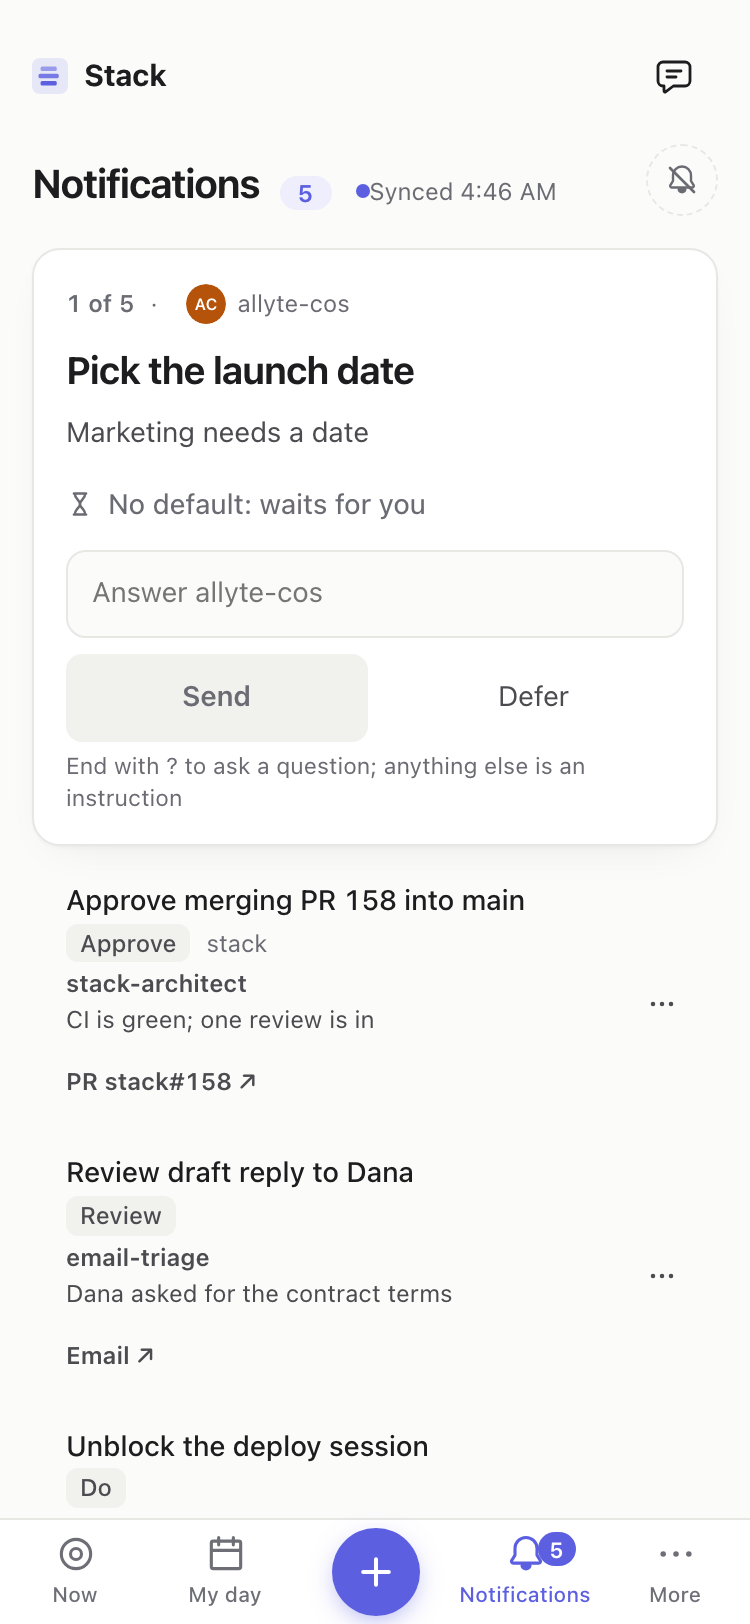 Stack
Notifications 5 Synced 4:46 AM
1 of 5 · AC allyte-cos
Pick the launch date
Marketing needs a date
No default: waits for you
Answer allyte-cos
Send Defer
End with ? to ask a question; anything else is an
instruction
Approve merging PR 158 into main
Approve stack
stack-architect
CI is green; one review is in
PR stack#158 ↗
Review draft reply to Dana
Review
email-triage
Dana asked for the contract terms
Email ↗
Unblock the deploy session
Do
5
Now My day Notifications More